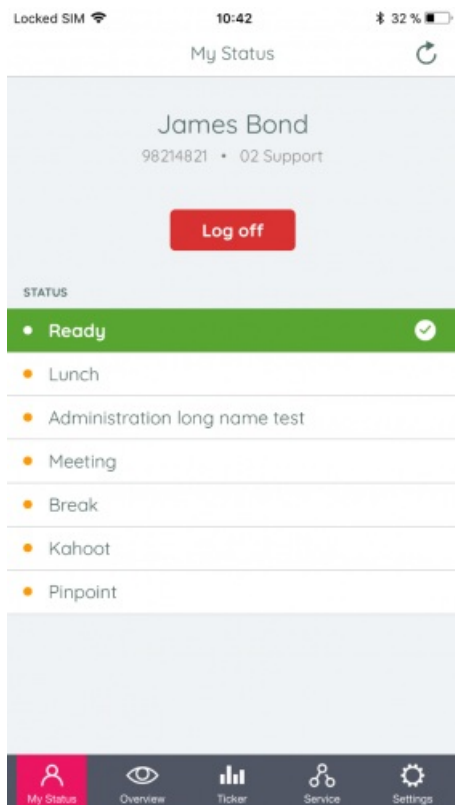 Locked SIM 10:42 32 %
My Status
James Bond
98214821 • 02 Support
Log off
STATUS
Ready
Lunch
Administration long name test
Meeting
Break
Kahoot
Pinpoint
My Status Overview Ticker Service Settings